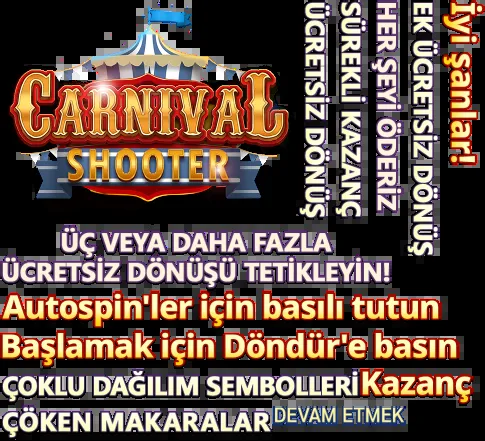 CARNIVAL
SHOOTER
ÜCRETSİZ DÖNÜŞ
SÜREKLİ KAZANÇ
HER ŞEYİ ÖDERİZ
EK ÜCRETSİZ DÖNÜŞ
İyi şanlar!
ÜÇ VEYA DAHA FAZLA
ÜCRETSİZ DÖNÜŞÜ TETİKLEYİN!
Autospin'ler için basılı tutun
Başlamak için Döndür'e basın
ÇOKLU DAĞILIM SEMBOLLERİ Kazanç
ÇÖKEN MAKARALAR DEVAM ETMEK